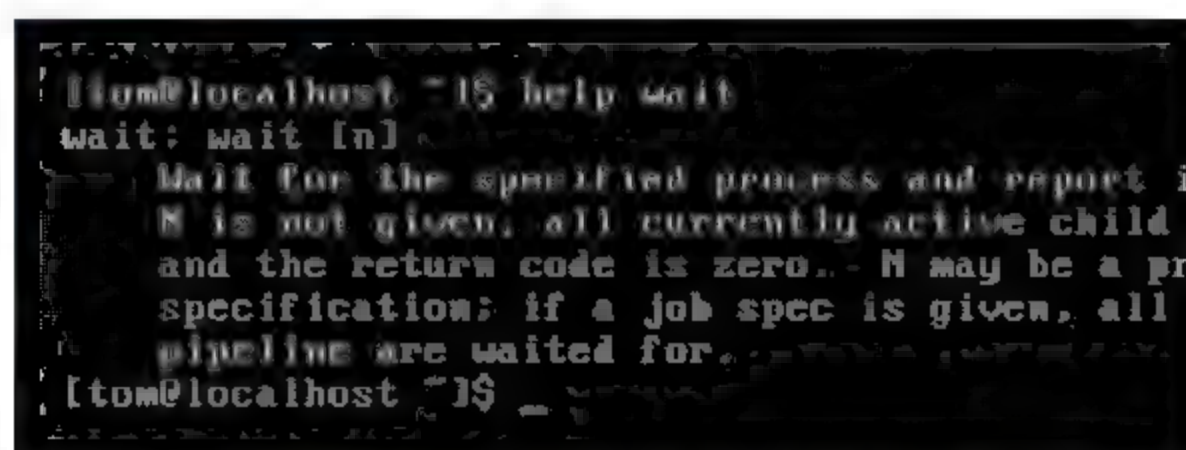 [tom@localhost ~]$ help wait
wait: wait [n]
Wait for the specified process and report i
N is not given, all currently active child
and the return code is zero. N may be a pr
specification; if a job spec is given, all
pipeline are waited for.
[tom@localhost ~]$ _